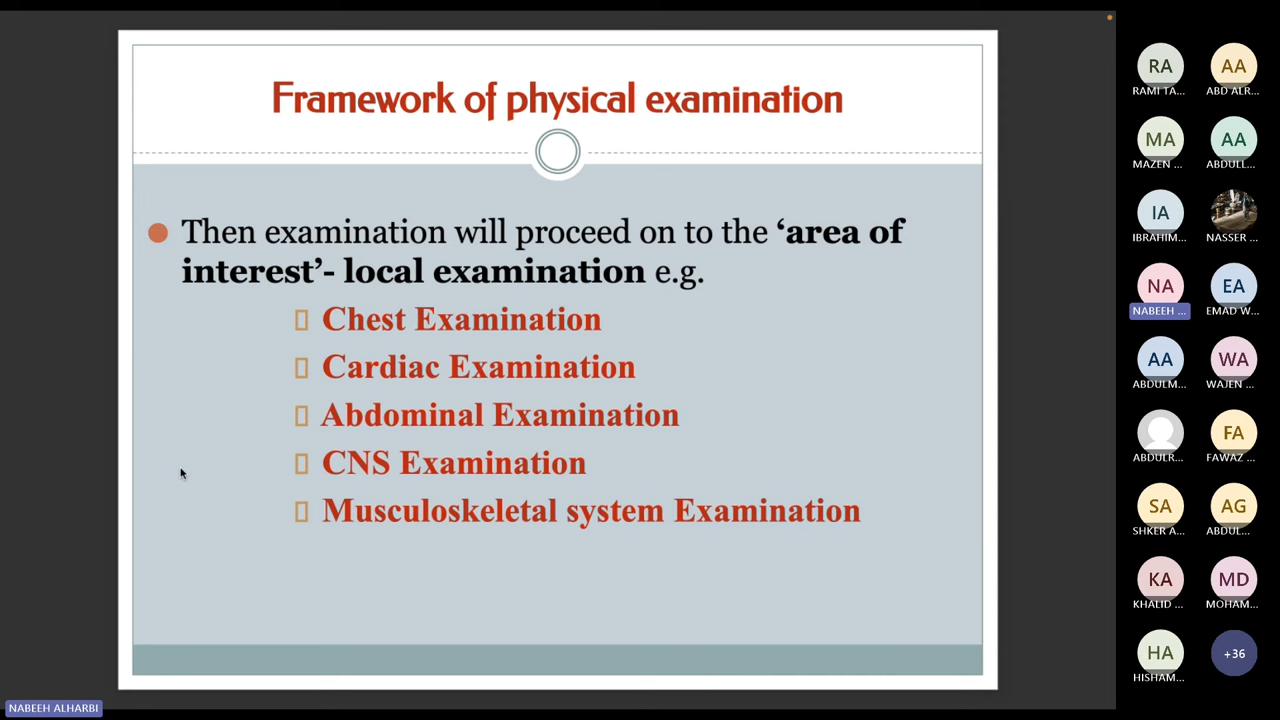 Framework of physical examination
Then examination will proceed on to the ‘area of
interest’- local examination e.g.
Chest Examination
Cardiac Examination
Abdominal Examination
CNS Examination
Musculoskeletal system Examination
NABEEH ALHARBI
RA
RAMI TA...
AA
ABD ALR...
MA
MAZEN ...
AA
ABDULL...
IA
IBRAHIM...
NASSER ...
NA
NABEEH ...
EA
EMAD W...
AA
ABDULM...
WA
WAJEN ...
ABDULR...
FA
FAWAZ ...
SA
SHKER A...
AG
ABDUL...
KA
KHALID ...
MD
MOHAM...
HA
HISHAM...
+36